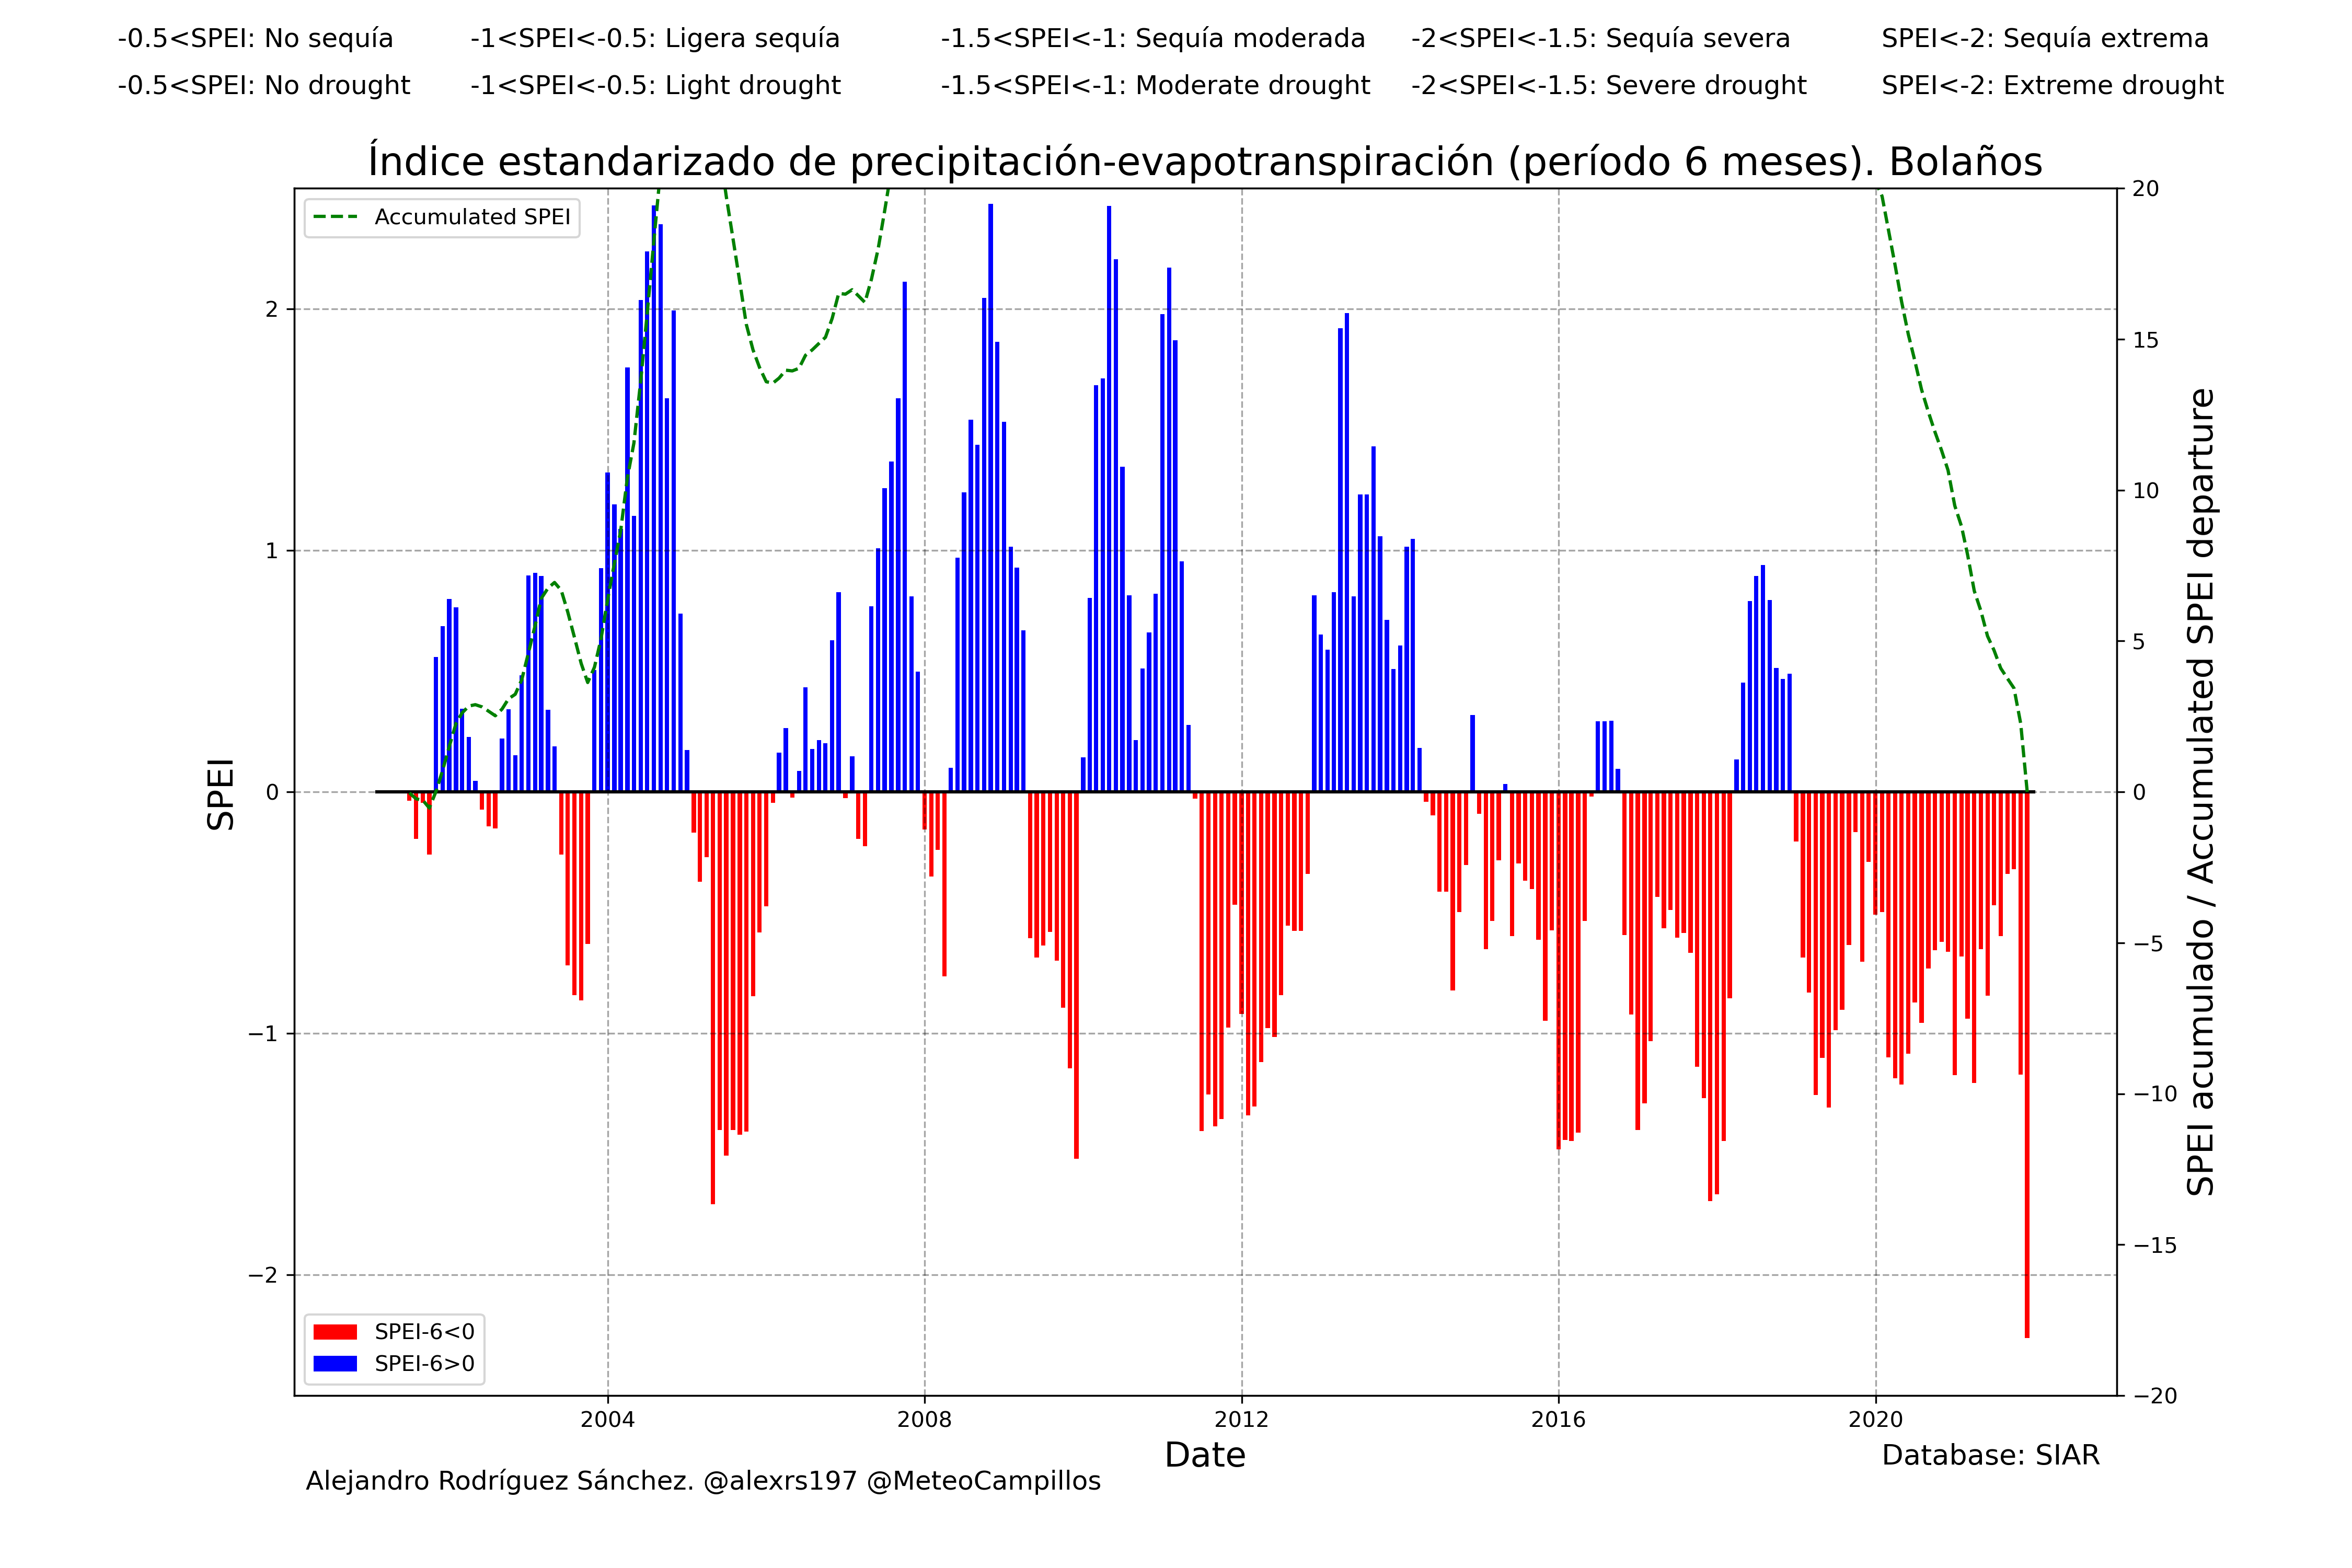 -0.5<SPEI: No sequía -1<SPEI<-0.5: Ligera sequía -1.5<SPEI<-1: Sequía moderada -2<SPEI<-1.5: Sequía severa SPEI<-2: Sequía extrema
-0.5<SPEI: No drought -1<SPEI<-0.5: Light drought -1.5<SPEI<-1: Moderate drought -2<SPEI<-1.5: Severe drought SPEI<-2: Extreme drought
Índice estandarizado de precipitación-evapotranspiración (período 6 meses). Bolaños
Accumulated SPEI
SPEI
2
1
0
−1
−2
20
15
10
5
0
−5
−10
−15
−20
SPEI acumulado / Accumulated SPEI departure
SPEI-6<0
SPEI-6>0
2004 2008 2012 2016 2020
Date
Database: SIAR
Alejandro Rodríguez Sánchez. @alexrs197 @MeteoCampillos